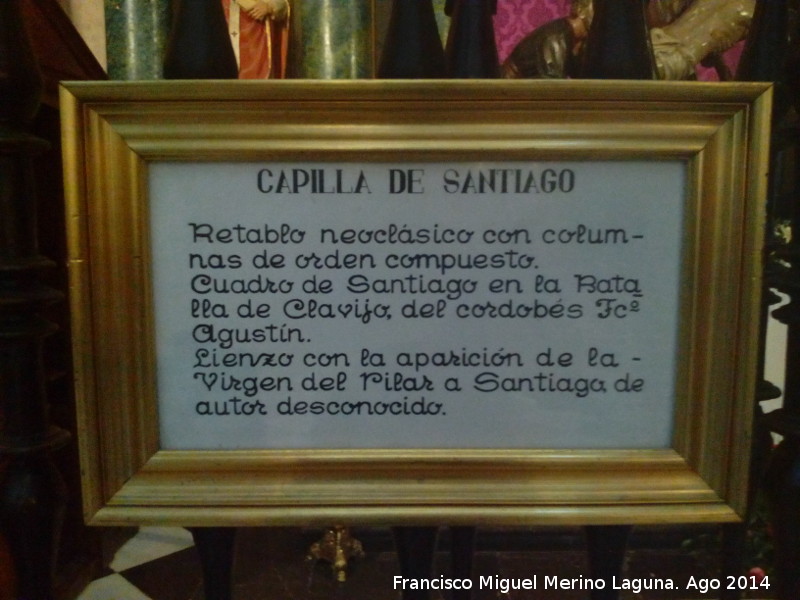 CAPILLA DE SANTIAGO
Retablo neoclásico con colum-
nas de orden compuesto.
Cuadro de Santiago en la Bata
lla de Clavijo, del cordobés Fcº
Agustín.
Lienzo con la aparición de la -
Virgen del Pilar a Santiago, de
autor desconocido.
Francisco Miguel Merino Laguna. Ago 2014